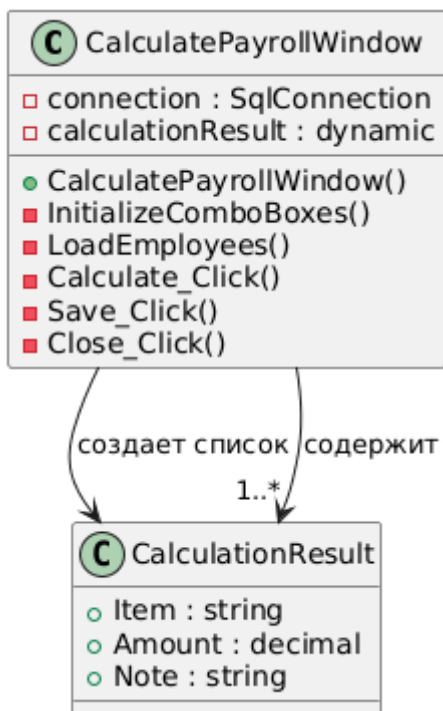 C CalculatePayrollWindow
connection : SqlConnection
calculationResult : dynamic
CalculatePayrollWindow()
InitializeComboBoxes()
LoadEmployees()
Calculate_Click()
Save_Click()
Close_Click()
создает список
содержит
1..*
C CalculationResult
Item : string
Amount : decimal
Note : string